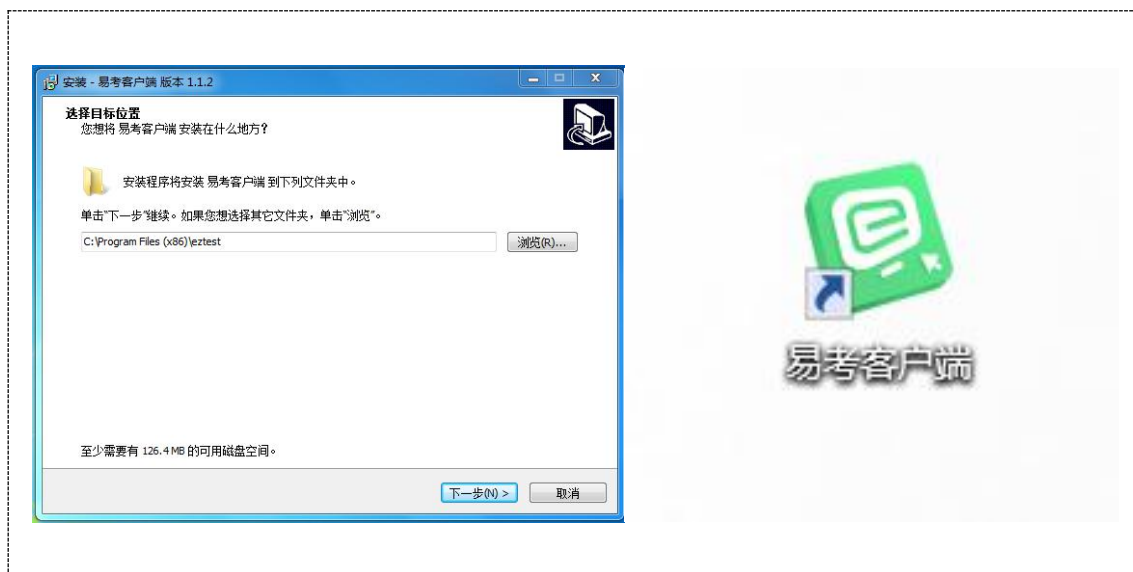 安装 - 易考客户端 版本 1.1.2
选择目标位置
您想将 易考客户端 安装在什么地方?
安装程序将安装 易考客户端 到下列文件夹中。
单击"下一步"继续。如果您想选择其它文件夹，单击"浏览"。
C:\Program Files (x86)\eztest
浏览(R)...
至少需要有 126.4 MB 的可用磁盘空间。
下一步(N) >
取消
易考客户端